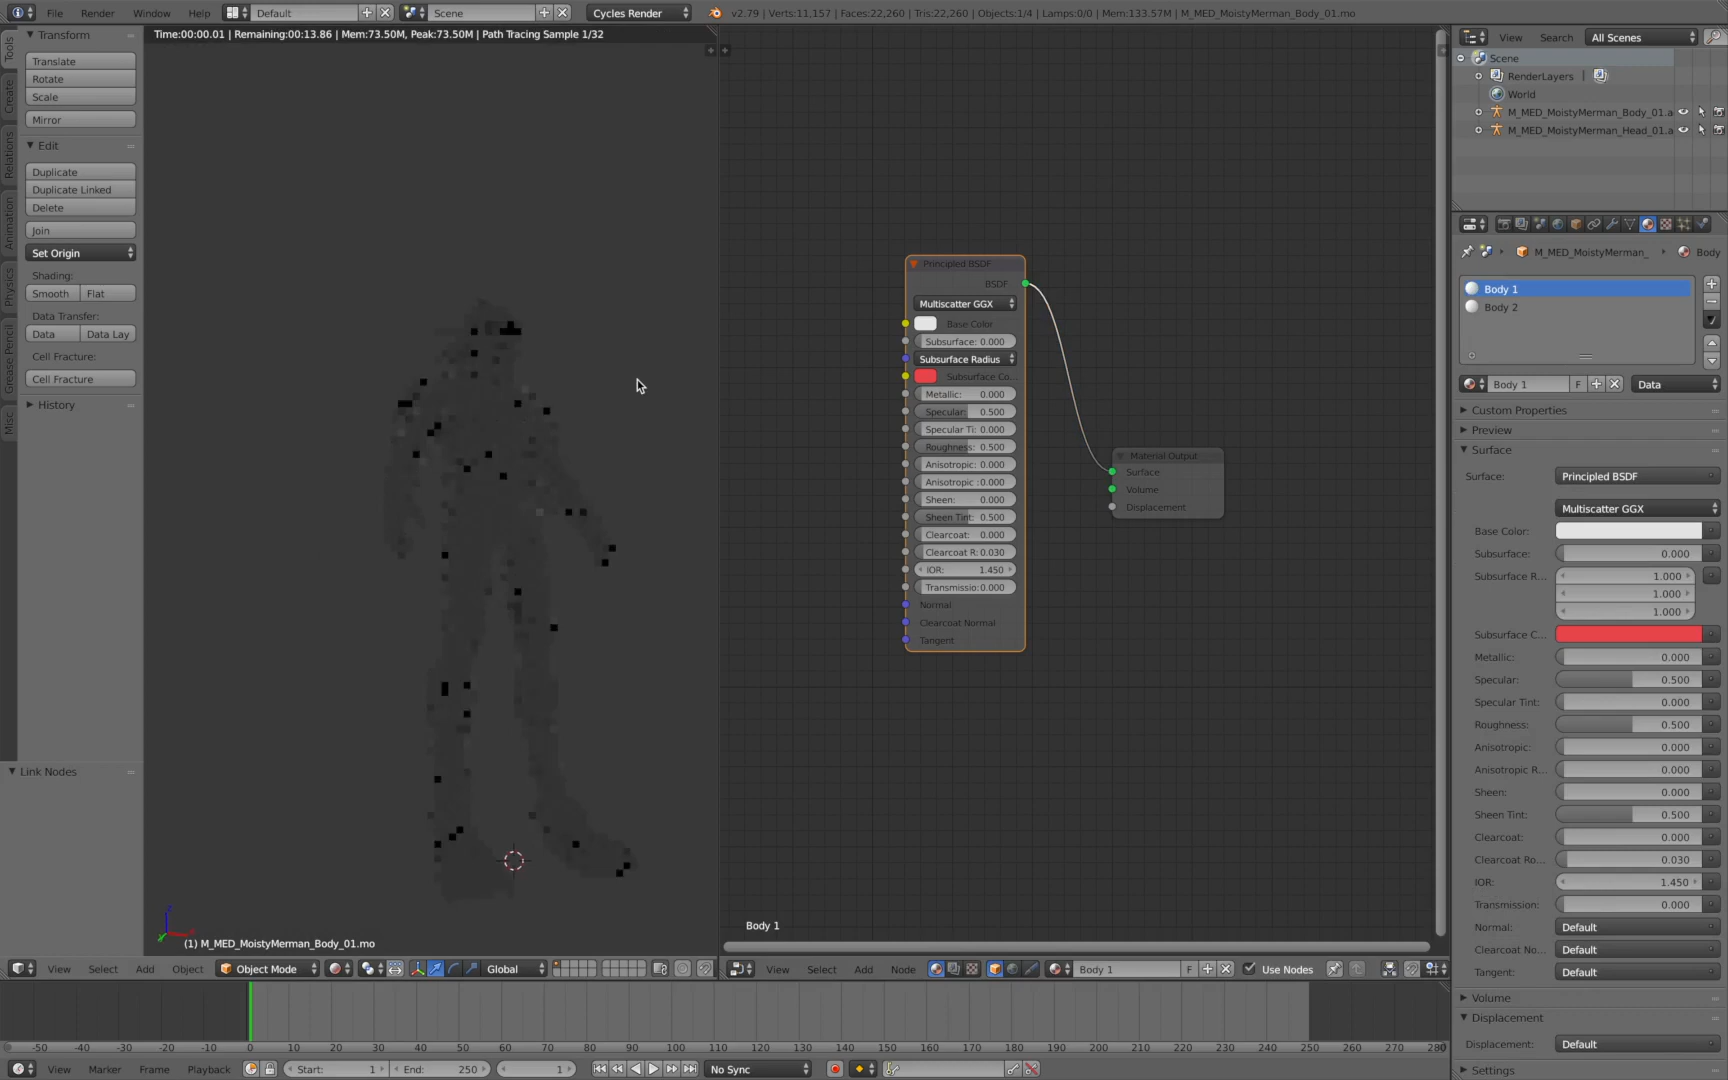 File Render Window Help Default Scene Cycles Render v2.79 | Verts:11,157 | Faces:22,260 | Tris:22,260 | Objects:1/4 | Lamps:0/0 | Mem:133.57M | M_MED_MoistyMerman_Body_01.mo
Tools
Create
Relations
Animation
Physics
Grease Pencil
Misc
Transform
Translate
Rotate
Scale
Mirror
Edit
Duplicate
Duplicate Linked
Delete
Join
Set Origin
Shading:
Smooth Flat
Data Transfer:
Data Data Lay
Cell Fracture:
Cell Fracture
History
Link Nodes
Time:00:00.01 | Remaining:00:13.86 | Mem:73.50M, Peak:73.50M | Path Tracing Sample 1/32
(1) M_MED_MoistyMerman_Body_01.mo
View Select Add Object Object Mode Global
Principled BSDF
BSDF
Multiscatter GGX
Base Color
Subsurface: 0.000
Subsurface Radius
Subsurface Co...
Metallic: 0.000
Specular: 0.500
Specular Ti: 0.000
Roughness: 0.500
Anisotropic: 0.000
Anisotropic :0.000
Sheen: 0.000
Sheen Tint: 0.500
Clearcoat: 0.000
Clearcoat R: 0.030
IOR: 1.450
Transmissio:0.000
Normal
Clearcoat Normal
Tangent
Material Output
Surface
Volume
Displacement
Body 1
View Select Add Node Body 1 F Use Nodes
View Search All Scenes
Scene
RenderLayers |
World
M_MED_MoistyMerman_Body_01.a
M_MED_MoistyMerman_Head_01.a
M_MED_MoistyMerman_ Body
Body 1
Body 2
Body 1 F Data
Custom Properties
Preview
Surface
Surface: Principled BSDF
Multiscatter GGX
Base Color:
Subsurface: 0.000
Subsurface R... 1.000
1.000
1.000
Subsurface C...
Metallic: 0.000
Specular: 0.500
Specular Tint: 0.000
Roughness: 0.500
Anisotropic: 0.000
Anisotropic R... 0.000
Sheen: 0.000
Sheen Tint: 0.500
Clearcoat: 0.000
Clearcoat Ro... 0.030
IOR: 1.450
Transmission: 0.000
Normal: Default
Clearcoat No... Default
Tangent: Default
Volume
Displacement
Displacement: Default
Settings
-50 -40 -30 -20 -10 0 10 20 30 40 50 60 70 80 90 100 110 120 130 140 150 160 170 180 190 200 210 220 230 240 250 260 270 280
View Marker Frame Playback Start: 1 End: 250 1 No Sync